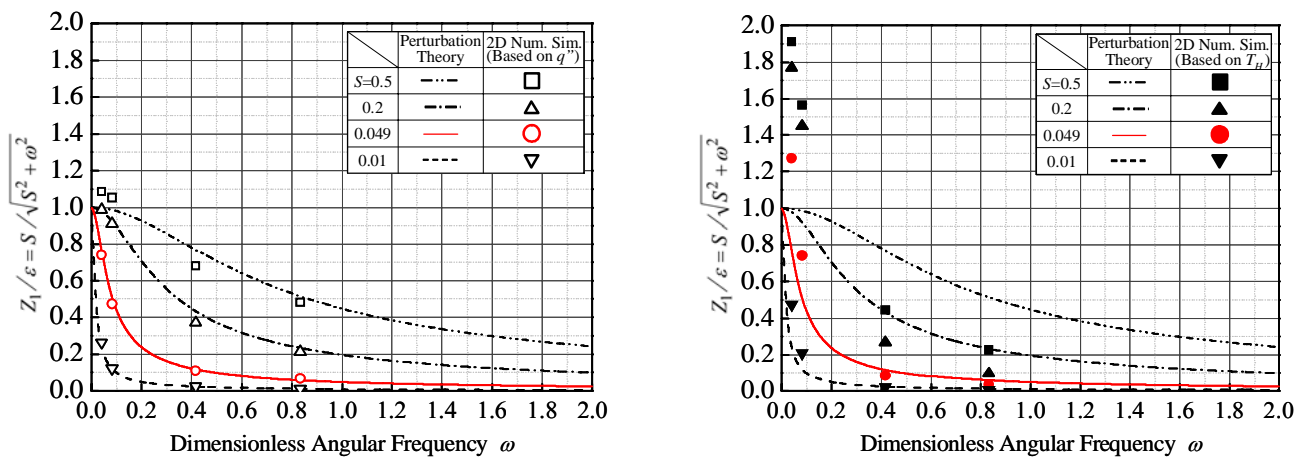 2.0
1.8
1.6
1.4
1.2
1.0
0.8
0.6
0.4
0.2
0.0
Z₁/ε = S/√S² + ω²
Perturbation Theory
2D Num. Sim. (Based on q")
S=0.5
0.2
0.049
0.01
0.0 0.2 0.4 0.6 0.8 1.0 1.2 1.4 1.6 1.8 2.0
Dimensionless Angular Frequency ω
2.0
1.8
1.6
1.4
1.2
1.0
0.8
0.6
0.4
0.2
0.0
Z₁/ε = S/√S² + ω²
Perturbation Theory
2D Num. Sim. (Based on T_H)
S=0.5
0.2
0.049
0.01
0.0 0.2 0.4 0.6 0.8 1.0 1.2 1.4 1.6 1.8 2.0
Dimensionless Angular Frequency ω